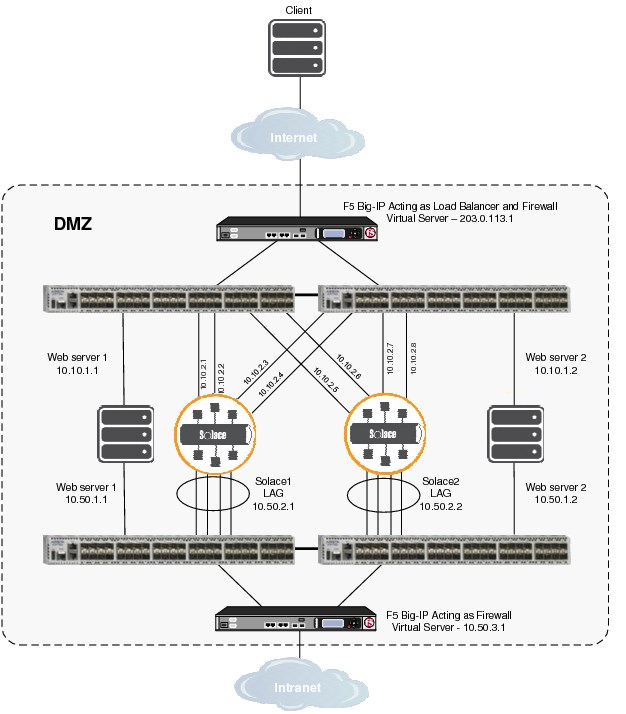 Client
Internet
F5 Big-IP Acting as Load Balancer and Firewall
Virtual Server – 203.0.113.1
DMZ
Web server 1
10.10.1.1
10.10.2.1
10.10.2.2
10.10.2.3
10.10.2.4
10.10.2.5
10.10.2.6
10.10.2.7
10.10.2.8
Web server 2
10.10.1.2
Solace
Solace
Web server 1
10.50.1.1
Solace1
LAG
10.50.2.1
Solace2
LAG
10.50.2.2
Web server 2
10.50.1.2
F5 Big-IP Acting as Firewall
Virtual Server - 10.50.3.1
Intranet